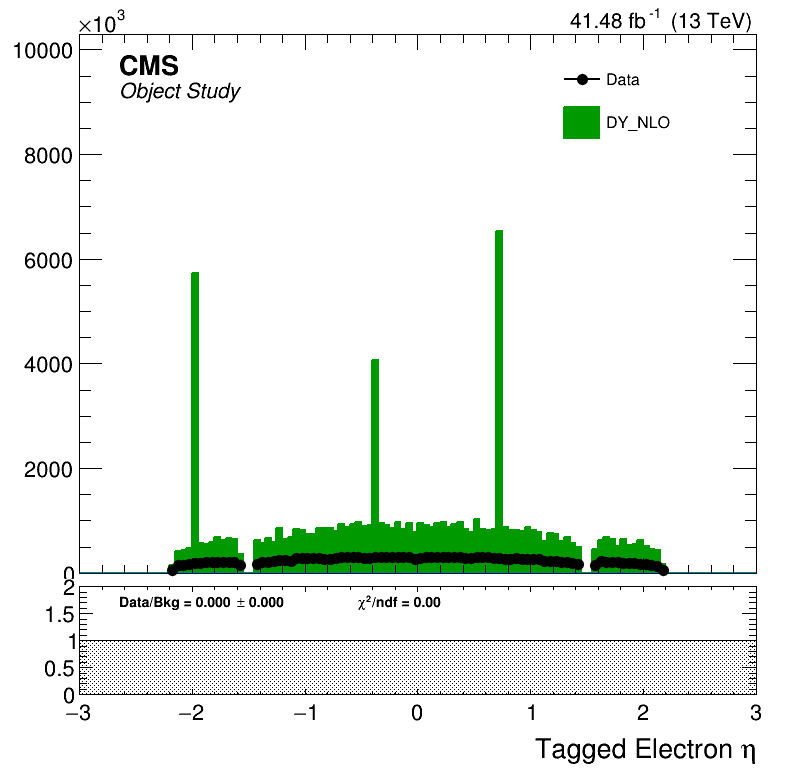 ×10³ 41.48 fb⁻¹ (13 TeV)
10000
CMS
Object Study
Data
DY_NLO
8000
6000
4000
2000
0
2
Data/Bkg = 0.000 ± 0.000 χ²/ndf = 0.00
1.5
1
0.5
0
−3 −2 −1 0 1 2 3
Tagged Electron η